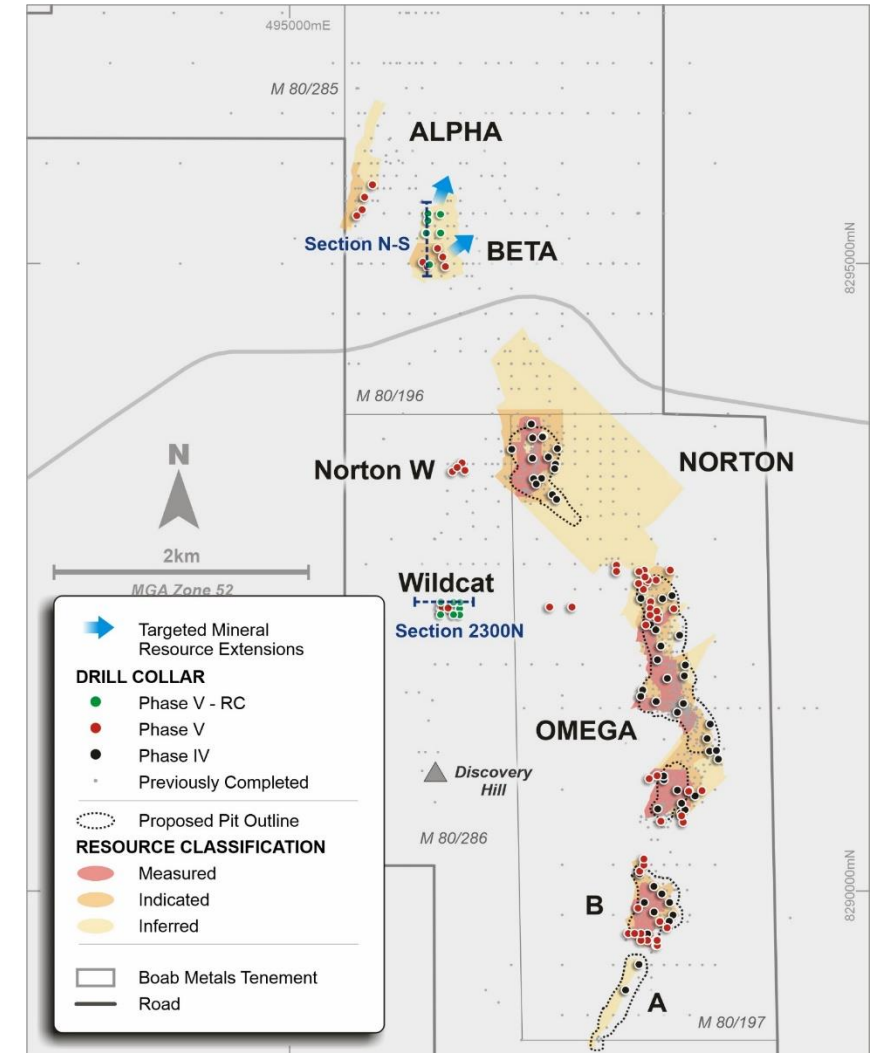 495000mE
M 80/285
ALPHA
Section N-S
BETA
8295000mN
M 80/196
Norton W
NORTON
N
2km
MGA Zone 52
Wildcat
Section 2300N
OMEGA
Discovery
Hill
M 80/286
8290000mN
B
A
M 80/197
Targeted Mineral
Resource Extensions
DRILL COLLAR
Phase V - RC
Phase V
Phase IV
Previously Completed
Proposed Pit Outline
RESOURCE CLASSIFICATION
Measured
Indicated
Inferred
Boab Metals Tenement
Road